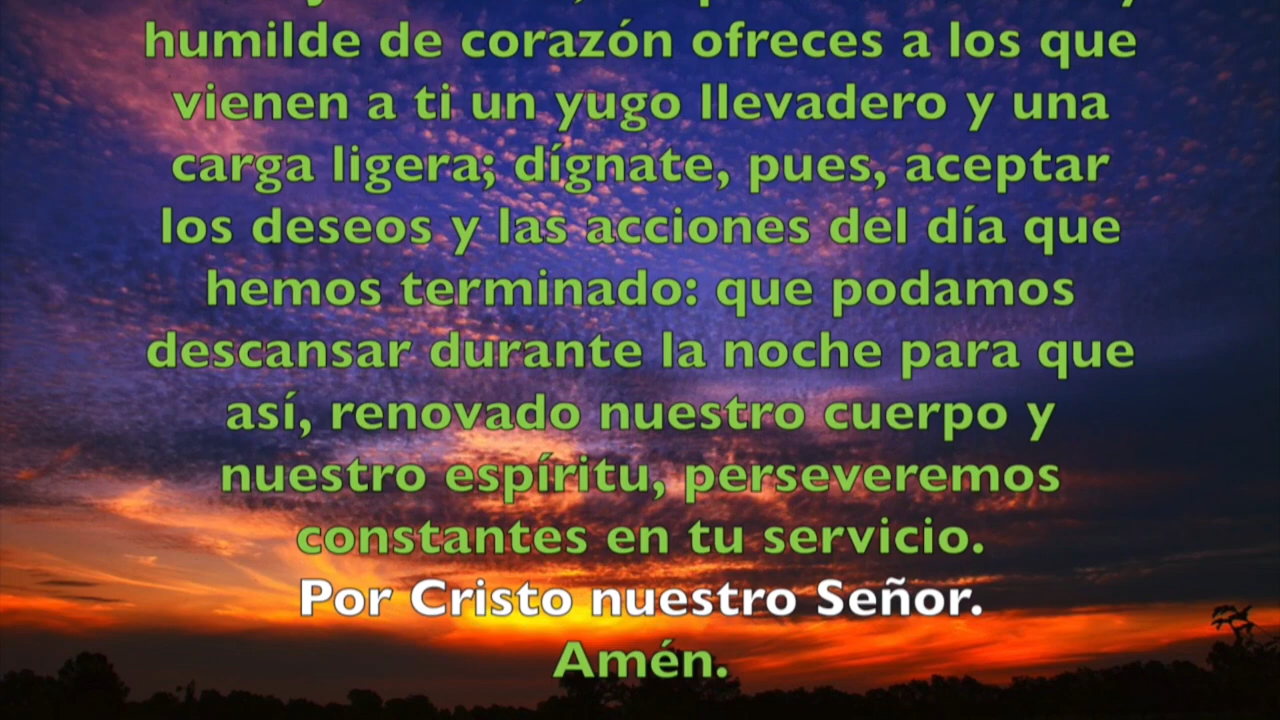 humilde de corazón ofreces a los que
vienen a ti un yugo llevadero y una
carga ligera; dígnate, pues, aceptar
los deseos y las acciones del día que
hemos terminado: que podamos
descansar durante la noche para que
así, renovado nuestro cuerpo y
nuestro espíritu, perseveremos
constantes en tu servicio.
Por Cristo nuestro Señor.
Amén.